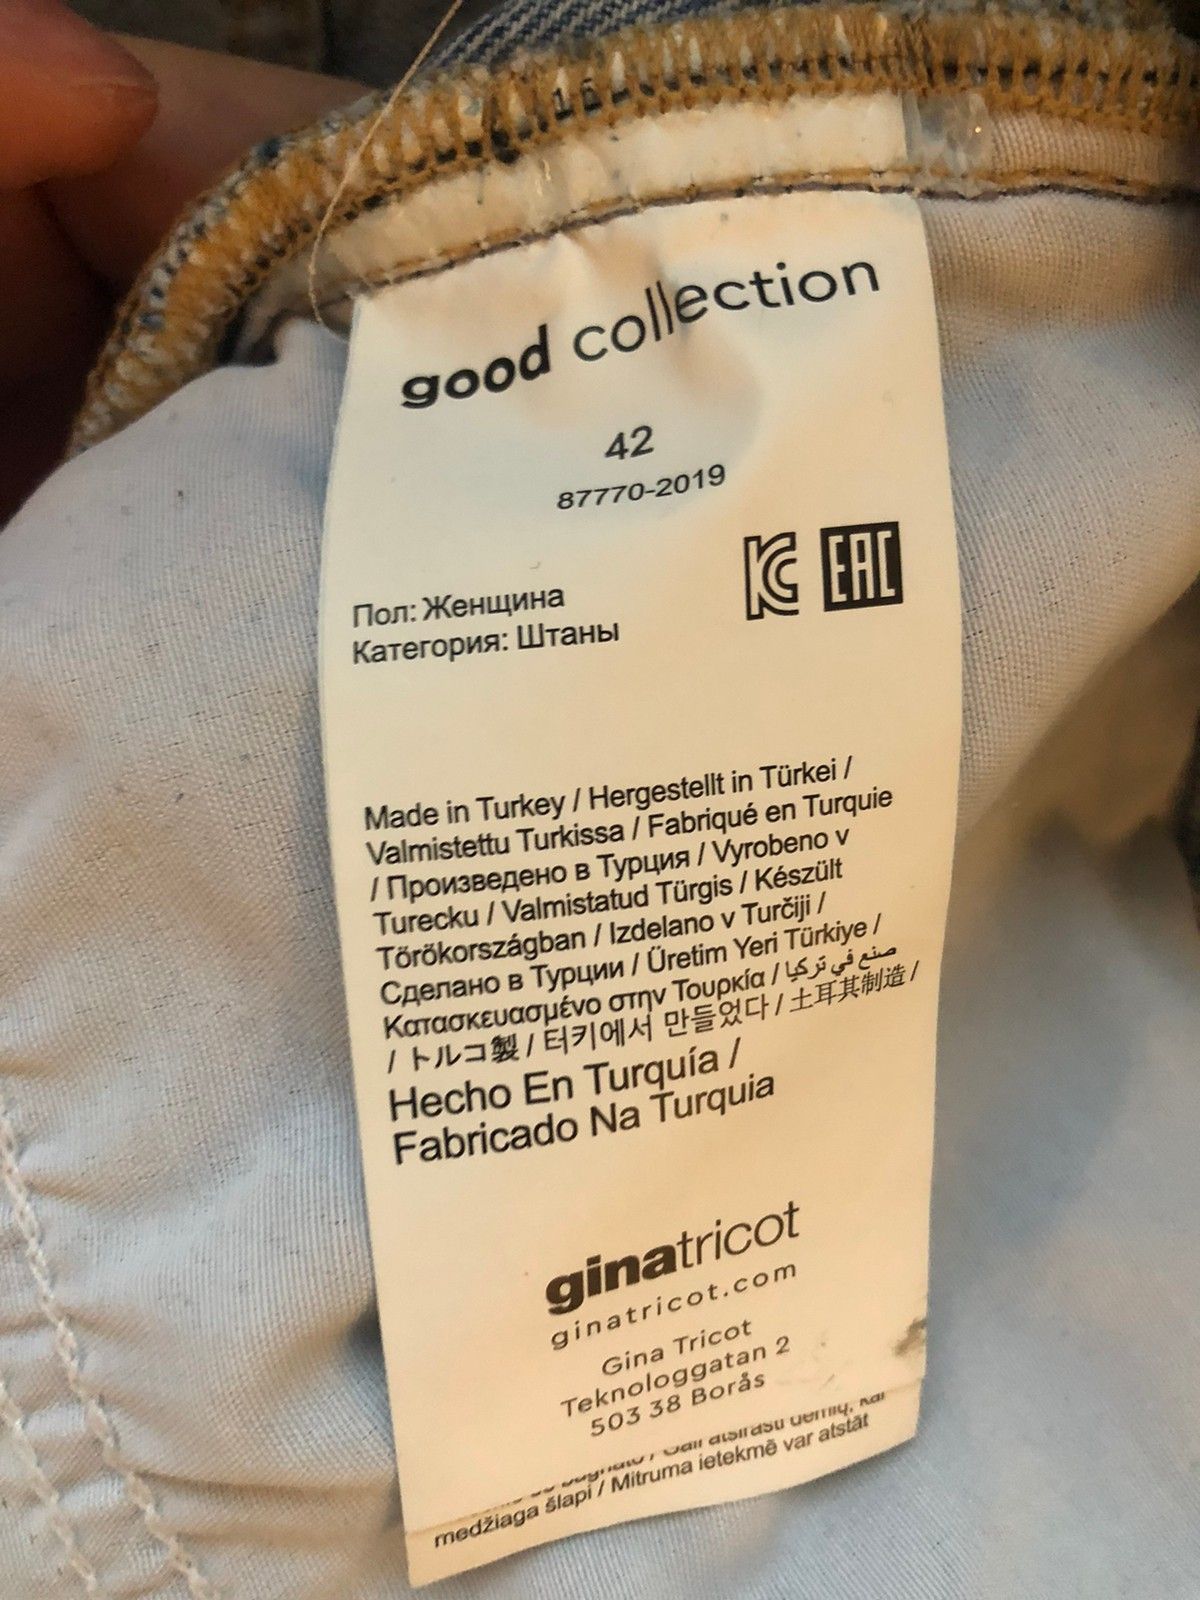 16
good collection
42
87770-2019
KC EAC
Пол: Женщина
Категория: Штаны
Made in Turkey / Hergestellt in Türkei /
Valmistettu Turkissa / Fabriqué en Turquie
/ Произведено в Турция / Vyrobeno v
Turecku / Valmistatud Türgis / Készült
Törökországban / Izdelano v Turčiji /
Сделано в Турции / Üretim Yeri Türkiye /
Κατασκευασμένο στην Τουρκία / صنع في تركيا
/ トルコ製 / 터키에서 만들었다 / 土耳其制造 /
Hecho En Turquía /
Fabricado Na Turquia
ginatricot
ginatricot.com
Gina Tricot
Teknologgatan 2
503 38 Borås
medžiaga šlapi / Mitruma ietekmē var atstāt